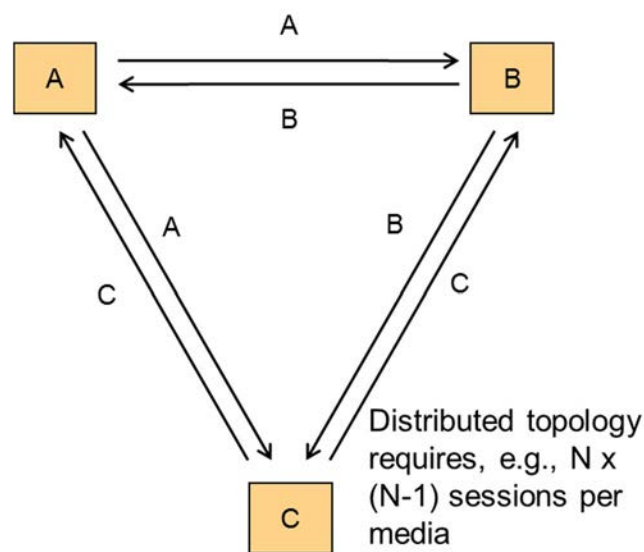 A
A
B
B
A
B
C
C
Distributed topology
requires, e.g., N x
(N-1) sessions per
media
C